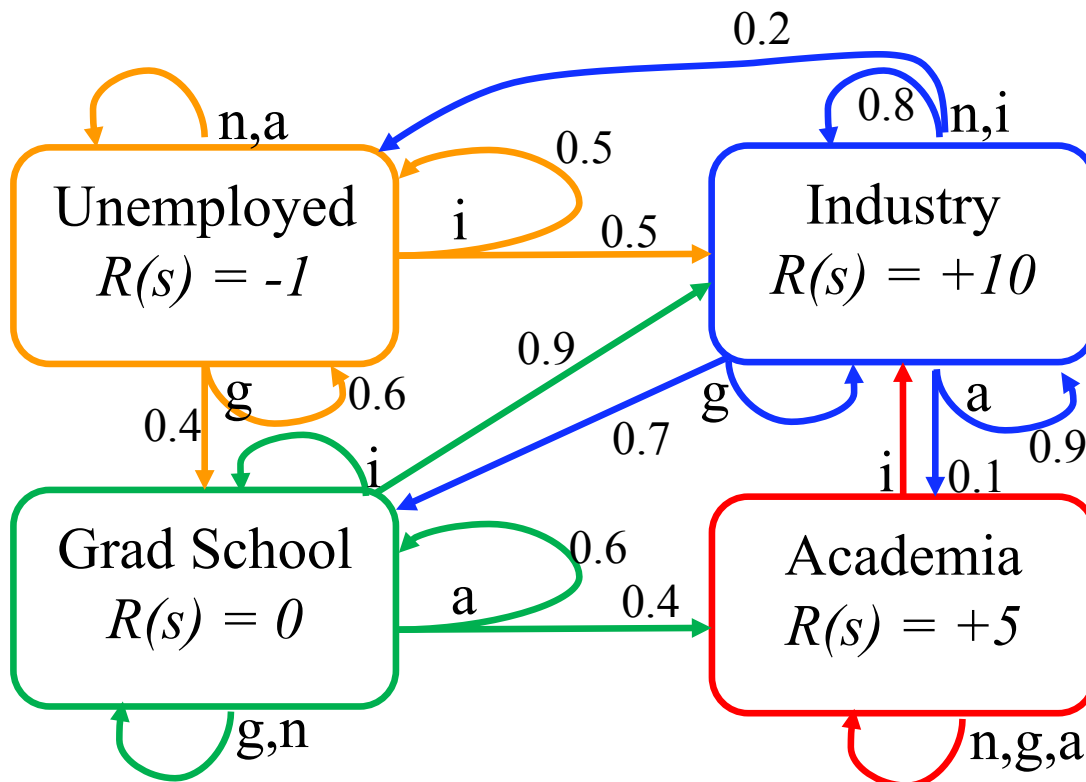 0.2
0.8
n,a
n,i
0.5
Unemployed
R(s) = -1
i
0.5
Industry
R(s) = +10
0.9
g
0.6
0.4
g
0.7
a
0.9
i
i
0.1
Grad School
R(s) = 0
0.6
a
0.4
Academia
R(s) = +5
g,n
n,g,a